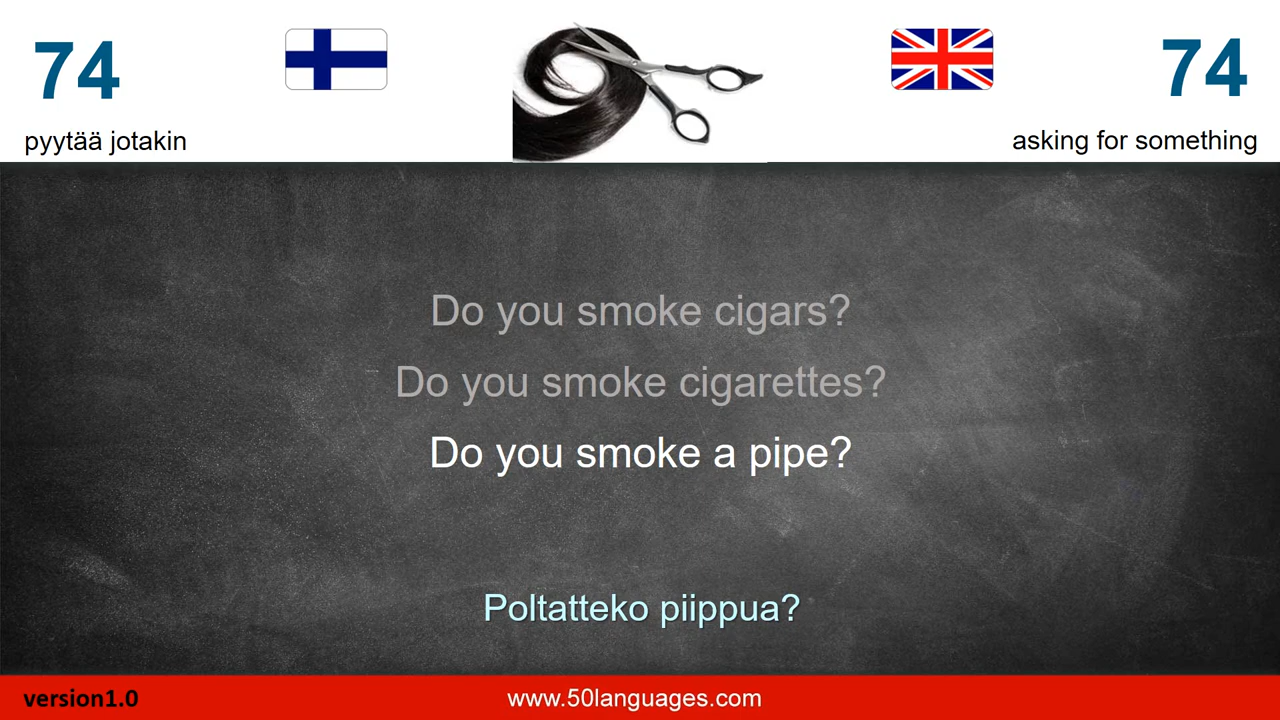 74
74
pyytää jotakin
asking for something
Do you smoke cigars?
Do you smoke cigarettes?
Do you smoke a pipe?
Poltatteko piippua?
version1.0
www.50languages.com